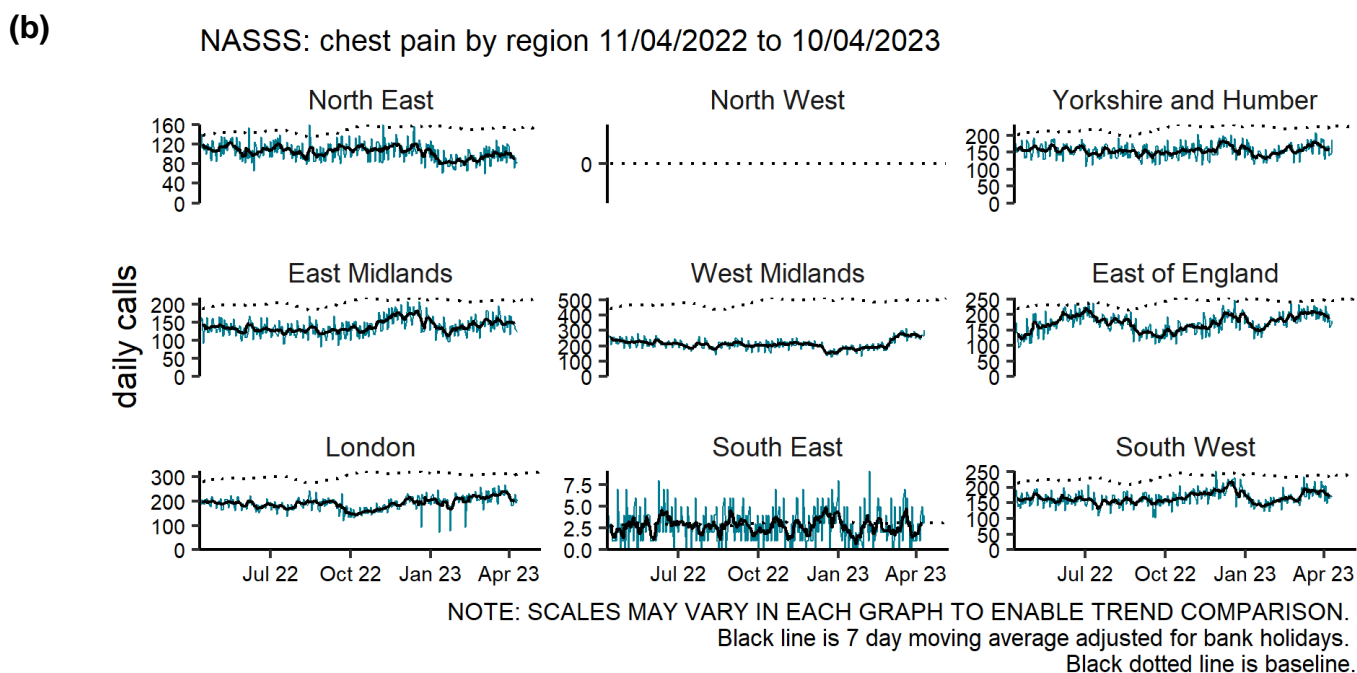 (b)
NASSS: chest pain by region 11/04/2022 to 10/04/2023
daily calls
North East
160
120
80
40
0
North West
0
Yorkshire and Humber
200
150
100
50
0
East Midlands
200
150
100
50
0
West Midlands
500
400
300
200
100
0
East of England
250
200
150
100
50
0
London
300
200
100
0
Jul 22 Oct 22 Jan 23 Apr 23
South East
7.5
5.0
2.5
0.0
Jul 22 Oct 22 Jan 23 Apr 23
South West
250
200
150
100
50
0
Jul 22 Oct 22 Jan 23 Apr 23
NOTE: SCALES MAY VARY IN EACH GRAPH TO ENABLE TREND COMPARISON.
Black line is 7 day moving average adjusted for bank holidays.
Black dotted line is baseline.